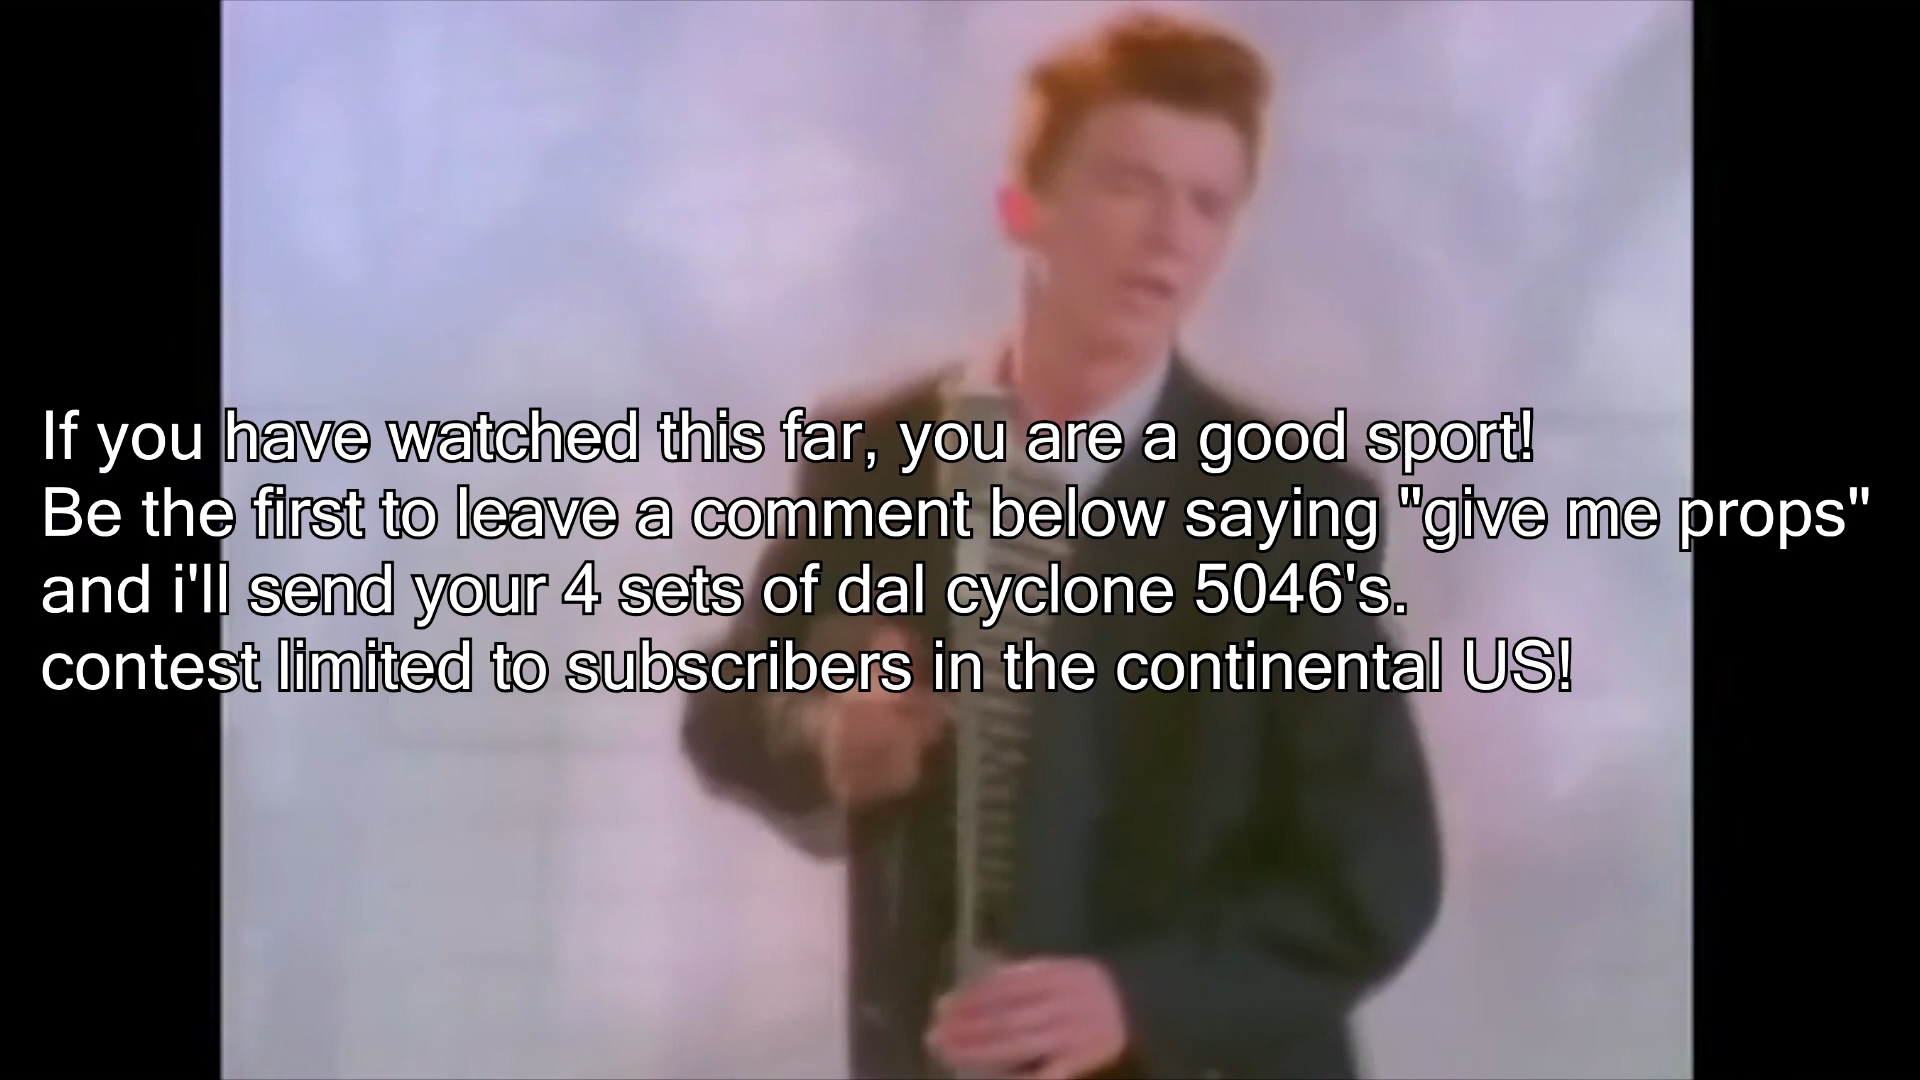 If you have watched this far, you are a good sport!
Be the first to leave a comment below saying "give me props"
and i'll send your 4 sets of dal cyclone 5046's.
contest limited to subscribers in the continental US!